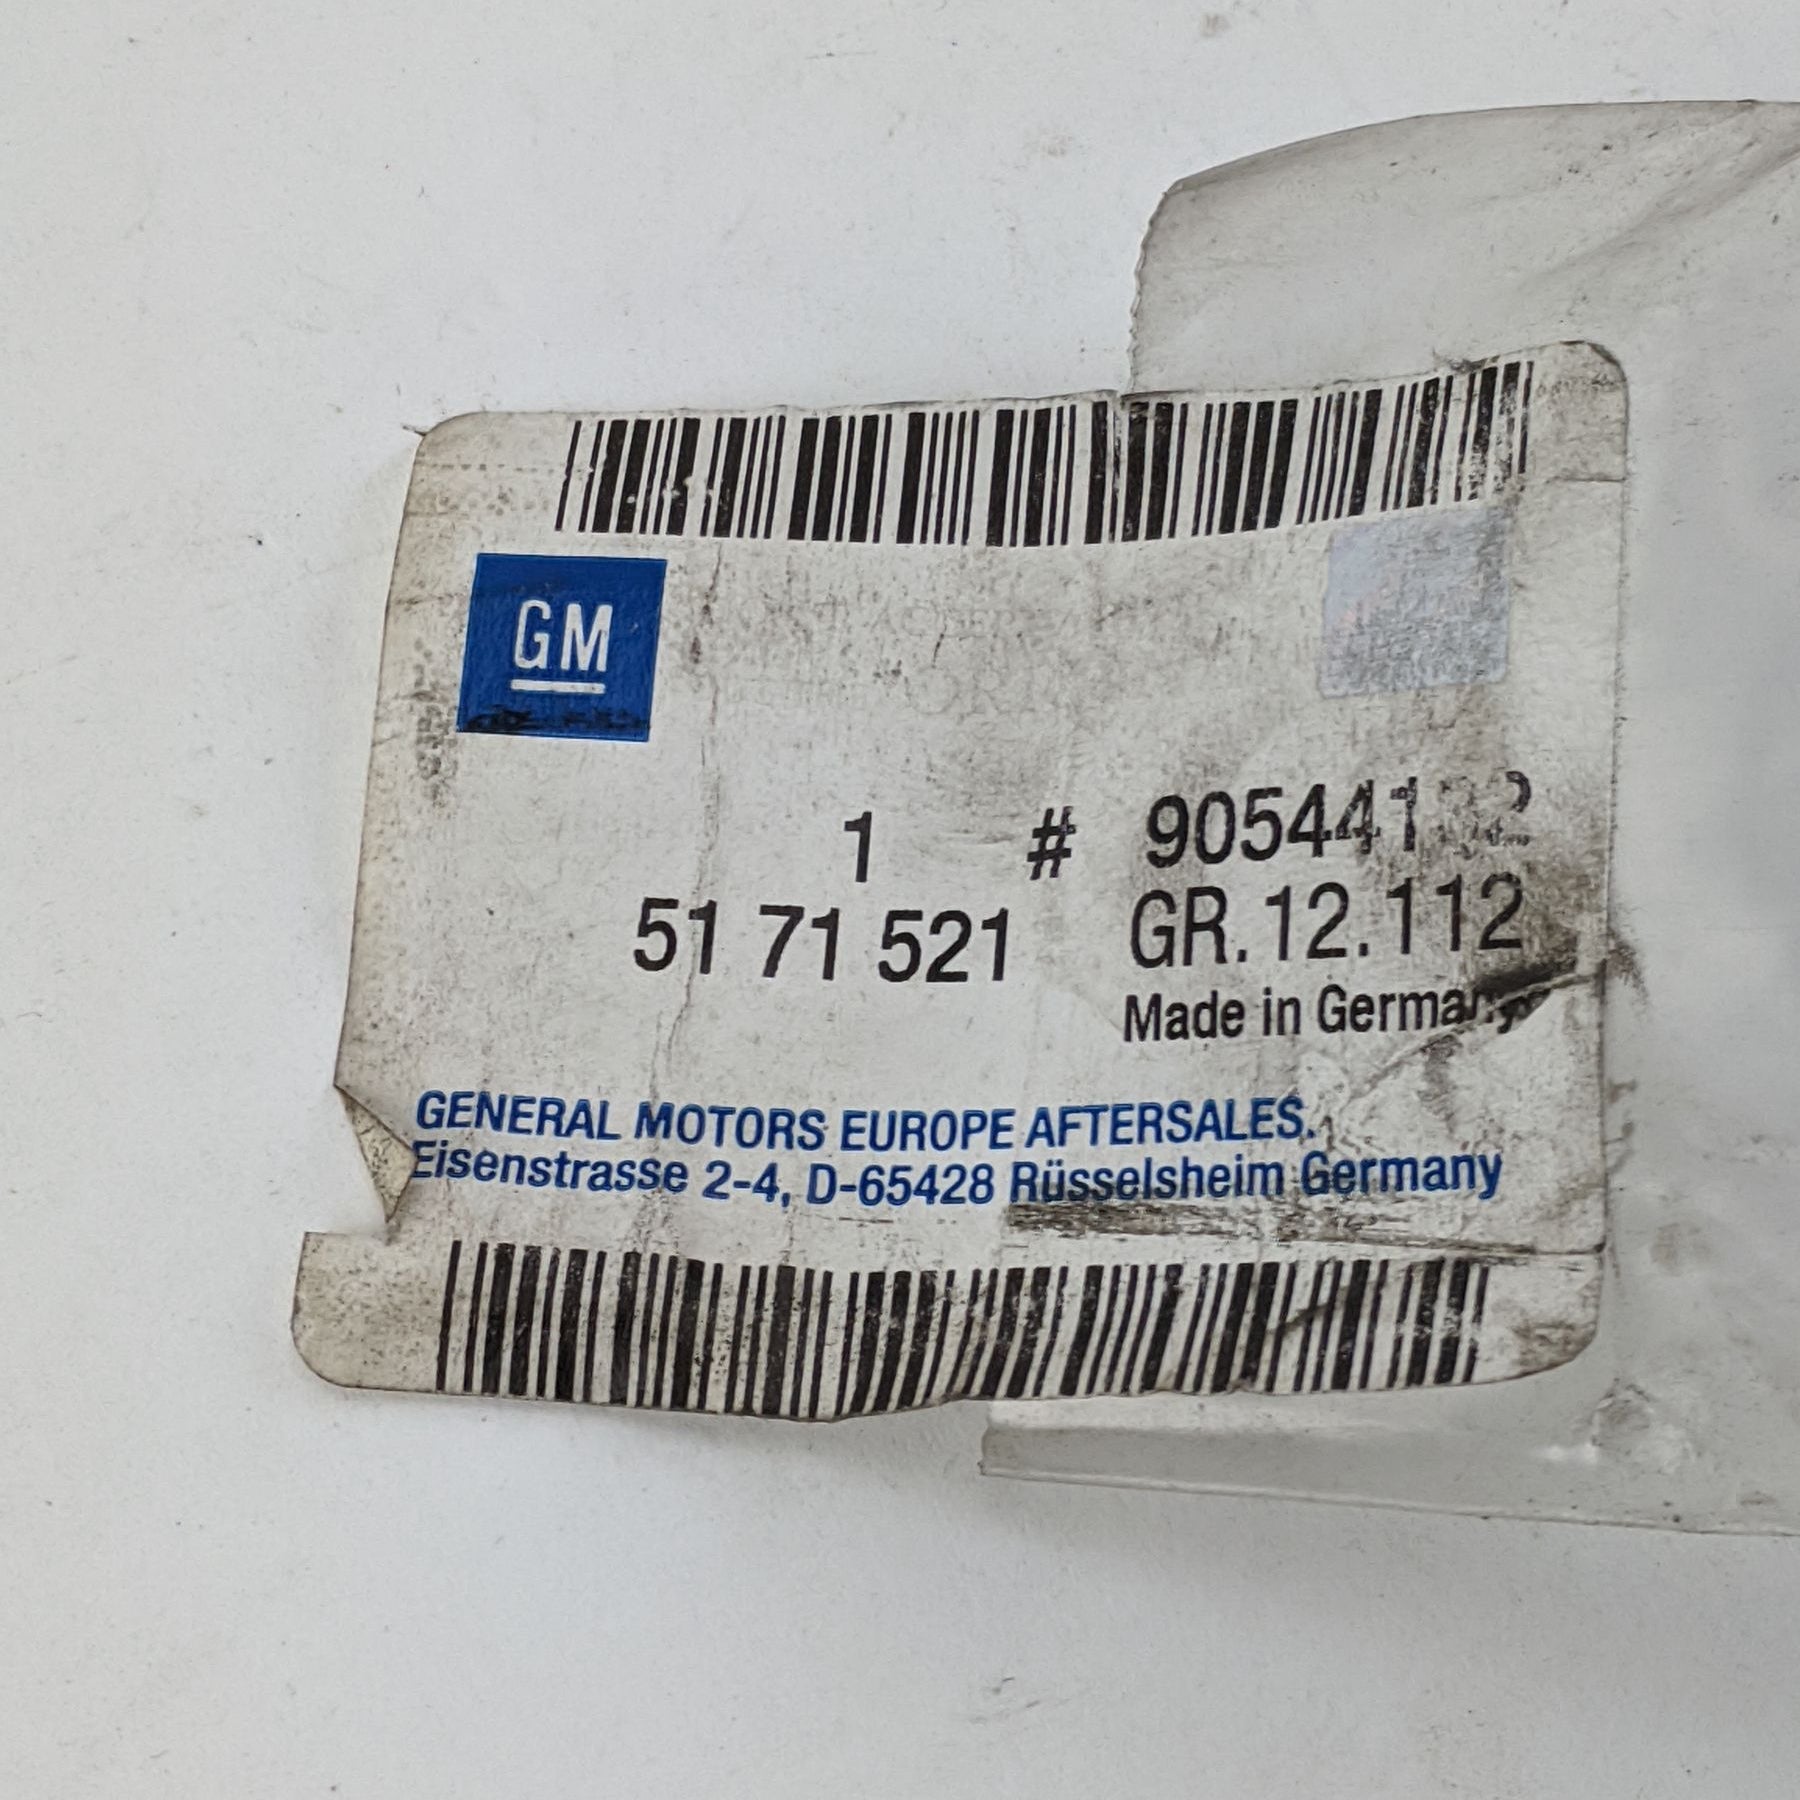 GM
1 #
51 71 521 GR.12.112
Made in Germany
GENERAL MOTORS EUROPE AFTERSALES.
Eisenstrasse 2-4, D-65428 Rüsselsheim Germany